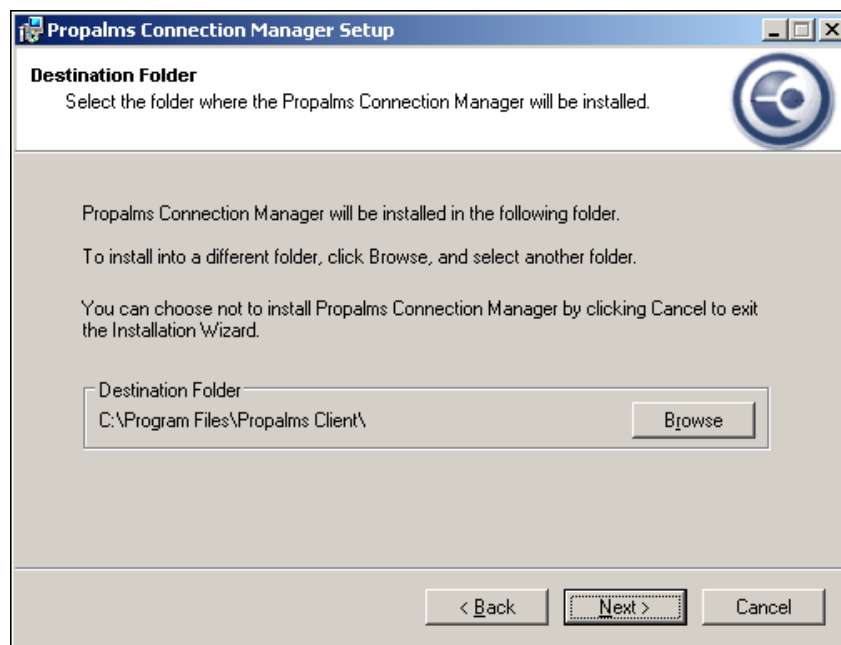 Propalms Connection Manager Setup
Destination Folder
Select the folder where the Propalms Connection Manager will be installed.
Propalms Connection Manager will be installed in the following folder.
To install into a different folder, click Browse, and select another folder.
You can choose not to install Propalms Connection Manager by clicking Cancel to exit
the Installation Wizard.
Destination Folder
C:\Program Files\Propalms Client\
Browse
< Back
Next >
Cancel